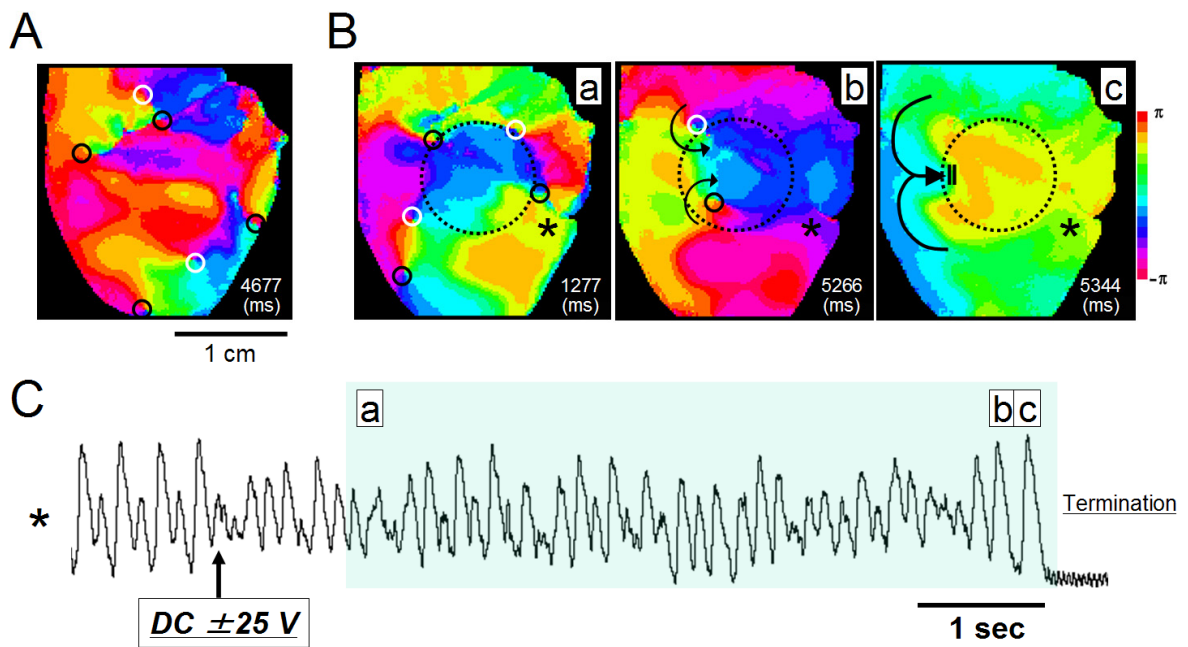 A
B
a
b
c
4677
(ms)
1277
(ms)
5266
(ms)
5344
(ms)
π
-π
*
*
*
1 cm
C
a
b
c
*
Termination
DC ±25 V
1 sec